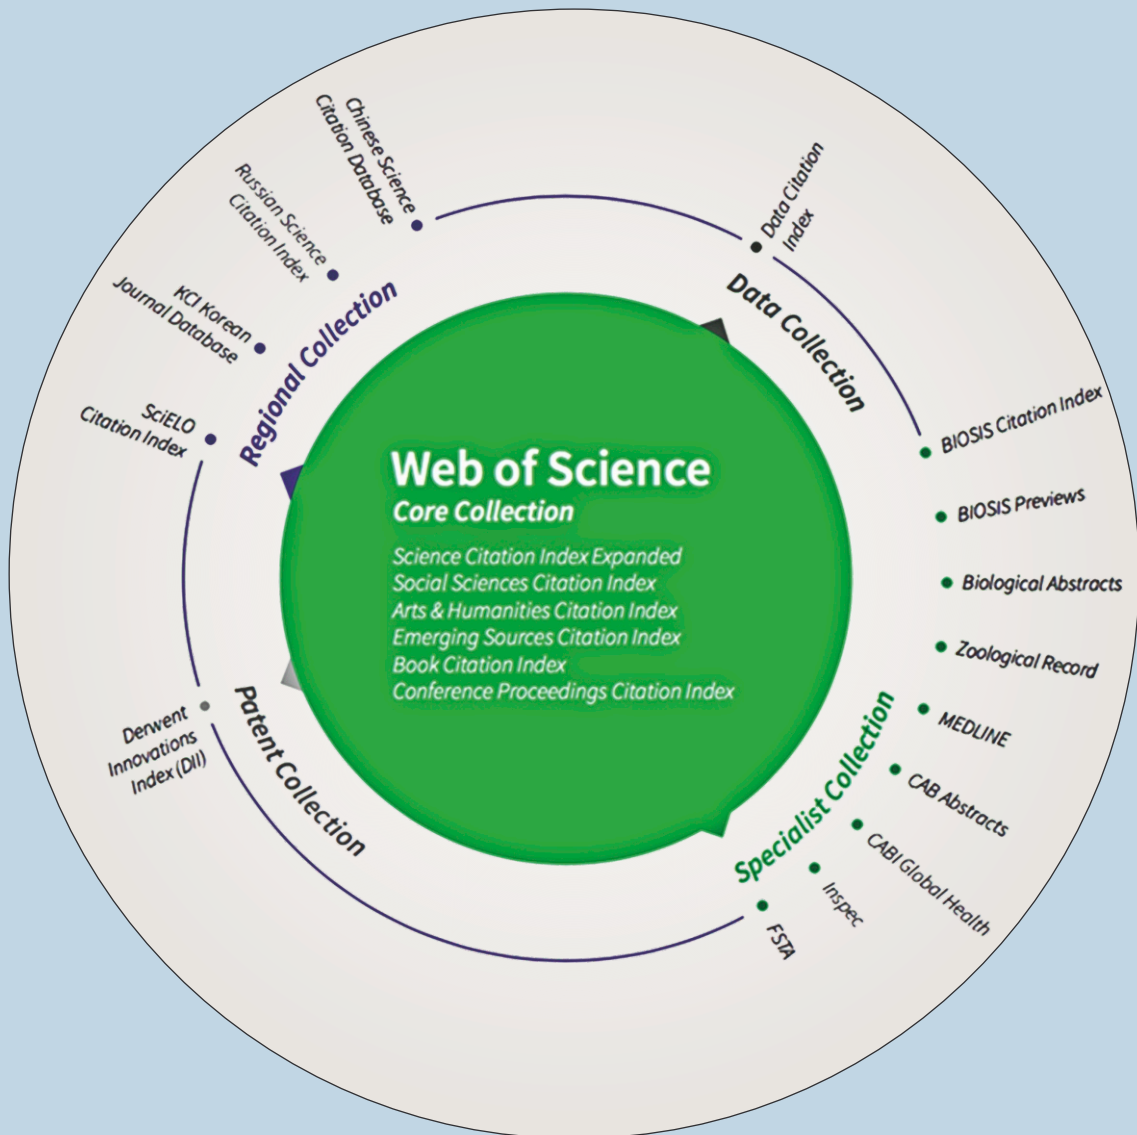 Web of Science
Core Collection
Science Citation Index Expanded
Social Sciences Citation Index
Arts & Humanities Citation Index
Emerging Sources Citation Index
Book Citation Index
Conference Proceedings Citation Index
Data Collection
Data Citation
Index
Specialist Collection
BIOSIS Citation Index
BIOSIS Previews
Biological Abstracts
Zoological Record
MEDLINE
CAB Abstracts
CABI Global Health
Inspec
FSTA
Patent Collection
Derwent
Innovations
Index (DII)
Regional Collection
SciELO
Citation Index
KCI Korean
Journal Database
Russian Science
Citation Index
Chinese Science
Citation Database